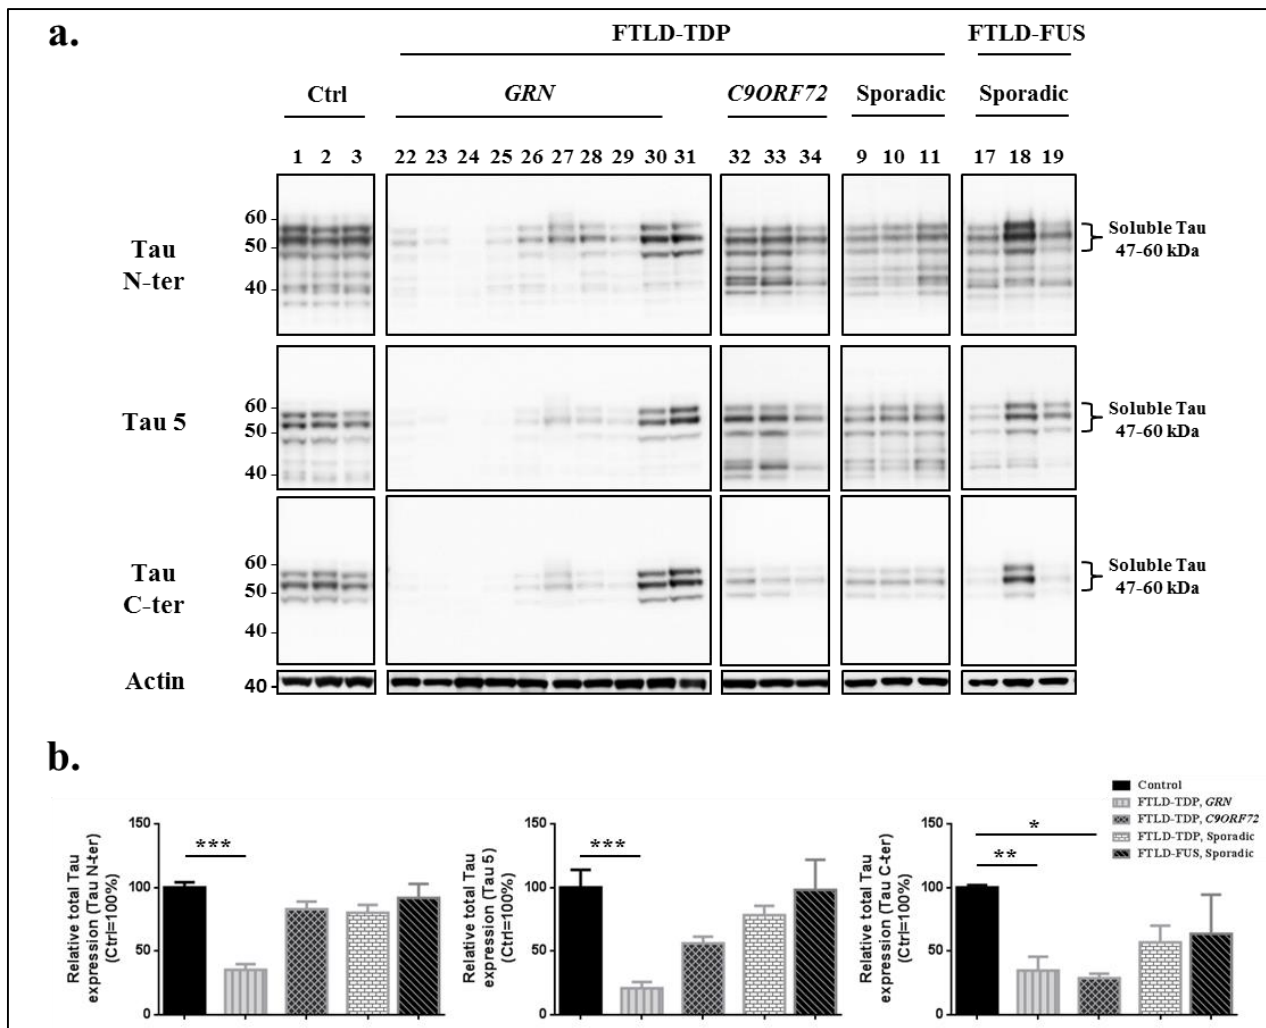 a.
FTLD-TDP
FTLD-FUS
Ctrl
GRN
C9ORF72
Sporadic
Sporadic
1 2 3 22 23 24 25 26 27 28 29 30 31 32 33 34 9 10 11 17 18 19
Tau
N-ter
60
50
40
Soluble Tau
47-60 kDa
Tau 5
60
50
40
Soluble Tau
47-60 kDa
Tau
C-ter
60
50
40
Soluble Tau
47-60 kDa
Actin
40
b.
Control
FTLD-TDP, GRN
FTLD-TDP, C9ORF72
FTLD-TDP, Sporadic
FTLD-FUS, Sporadic
Relative total Tau
expression (Tau N-ter)
(Ctrl=100%)
150
100
50
0
***
Relative total Tau
expression (Tau 5)
(Ctrl=100%)
150
100
50
0
***
Relative total Tau
expression (Tau C-ter)
(Ctrl=100%)
150
100
50
0
*
**